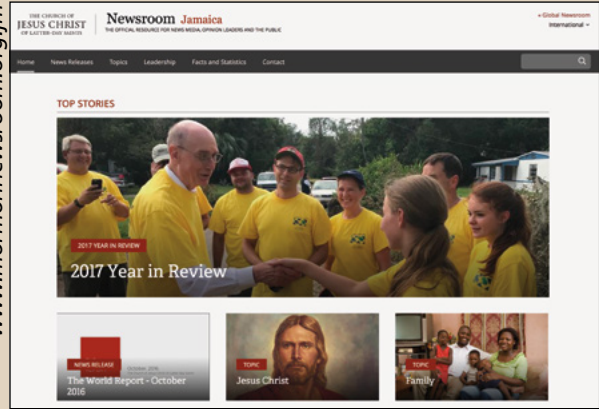 THE CHURCH OF
JESUS CHRIST
OF LATTER-DAY SAINTS
Newsroom Jamaica
THE OFFICIAL RESOURCE FOR NEWS MEDIA, OPINION LEADERS AND THE PUBLIC
« Global Newsroom
International
Home News Releases Topics Leadership Facts and Statistics Contact
TOP STORIES
2017 YEAR IN REVIEW
2017 Year in Review
NEWS RELEASE
October, 2016
The World Report - October
2016
TOPIC
Jesus Christ
TOPIC
Family